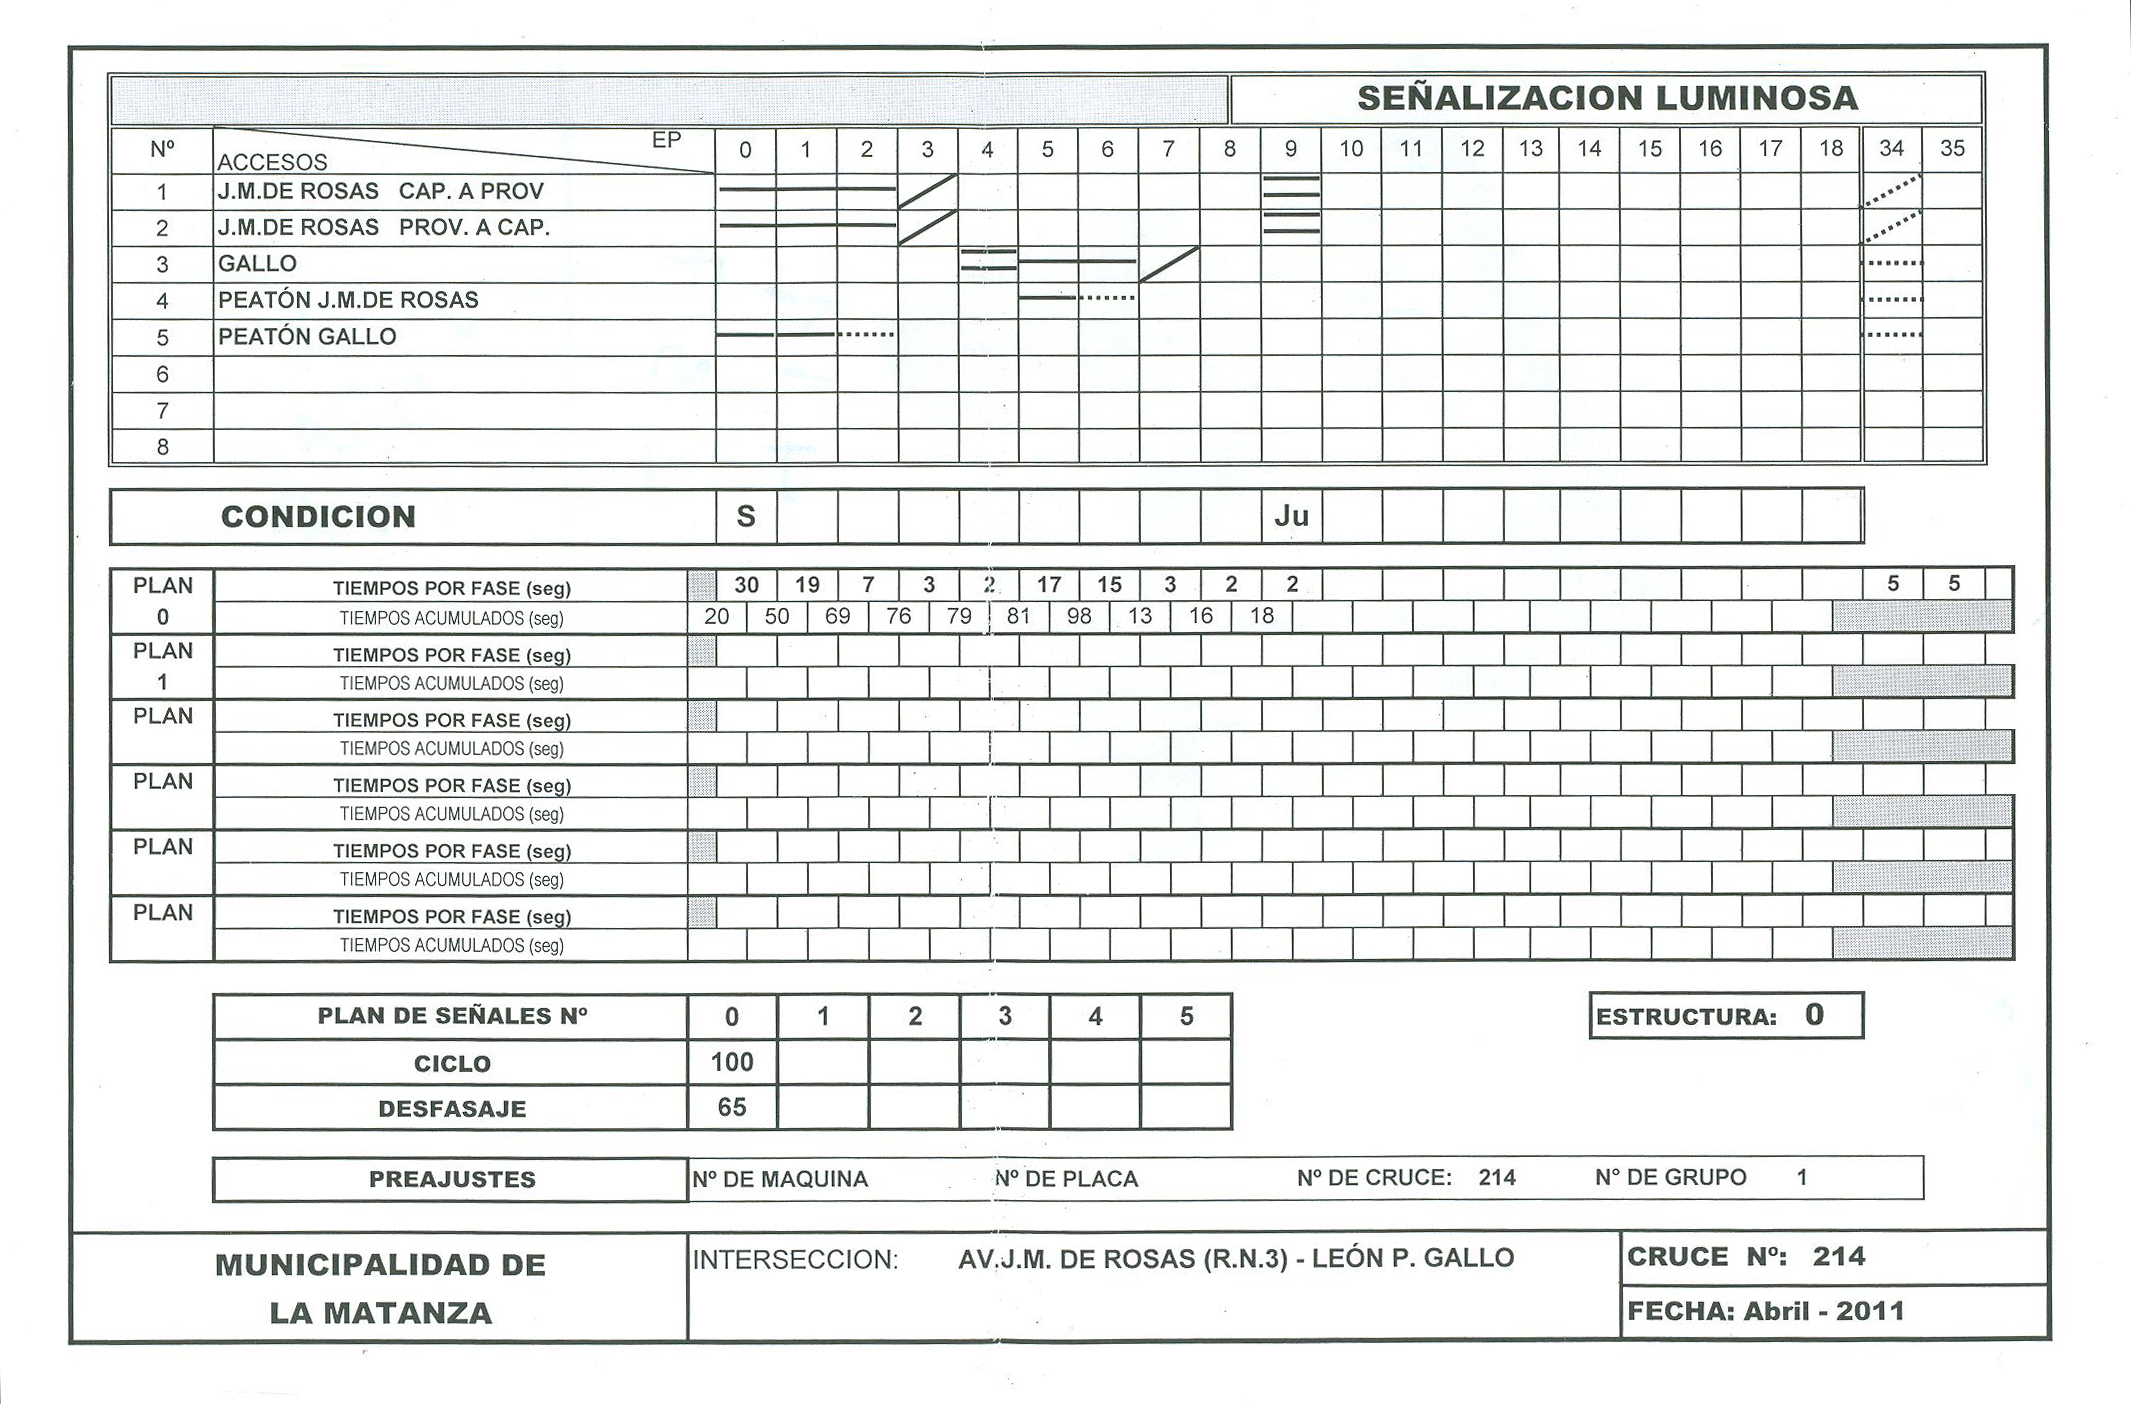 SEÑALIZACION LUMINOSA
Nº ACCESOS EP 0 1 2 3 4 5 6 7 8 9 10 11 12 13 14 15 16 17 18 34 35
1 J.M.DE ROSAS CAP. A PROV
2 J.M.DE ROSAS PROV. A CAP.
3 GALLO
4 PEATÓN J.M.DE ROSAS
5 PEATÓN GALLO
6
7
8
CONDICION S Ju
PLAN 0 TIEMPOS POR FASE (seg) 30 19 7 3 2 17 15 3 2 2 5 5
TIEMPOS ACUMULADOS (seg) 20 50 69 76 79 81 98 13 16 18
PLAN 1 TIEMPOS POR FASE (seg)
TIEMPOS ACUMULADOS (seg)
PLAN TIEMPOS POR FASE (seg)
TIEMPOS ACUMULADOS (seg)
PLAN TIEMPOS POR FASE (seg)
TIEMPOS ACUMULADOS (seg)
PLAN TIEMPOS POR FASE (seg)
TIEMPOS ACUMULADOS (seg)
PLAN TIEMPOS POR FASE (seg)
TIEMPOS ACUMULADOS (seg)
PLAN DE SEÑALES Nº 0 1 2 3 4 5
ESTRUCTURA: 0
CICLO 100
DESFASAJE 65
PREAJUSTES Nº DE MAQUINA Nº DE PLACA Nº DE CRUCE: 214 N° DE GRUPO 1
MUNICIPALIDAD DE
LA MATANZA
INTERSECCION: AV.J.M. DE ROSAS (R.N.3) - LEÓN P. GALLO
CRUCE Nº: 214
FECHA: Abril - 2011